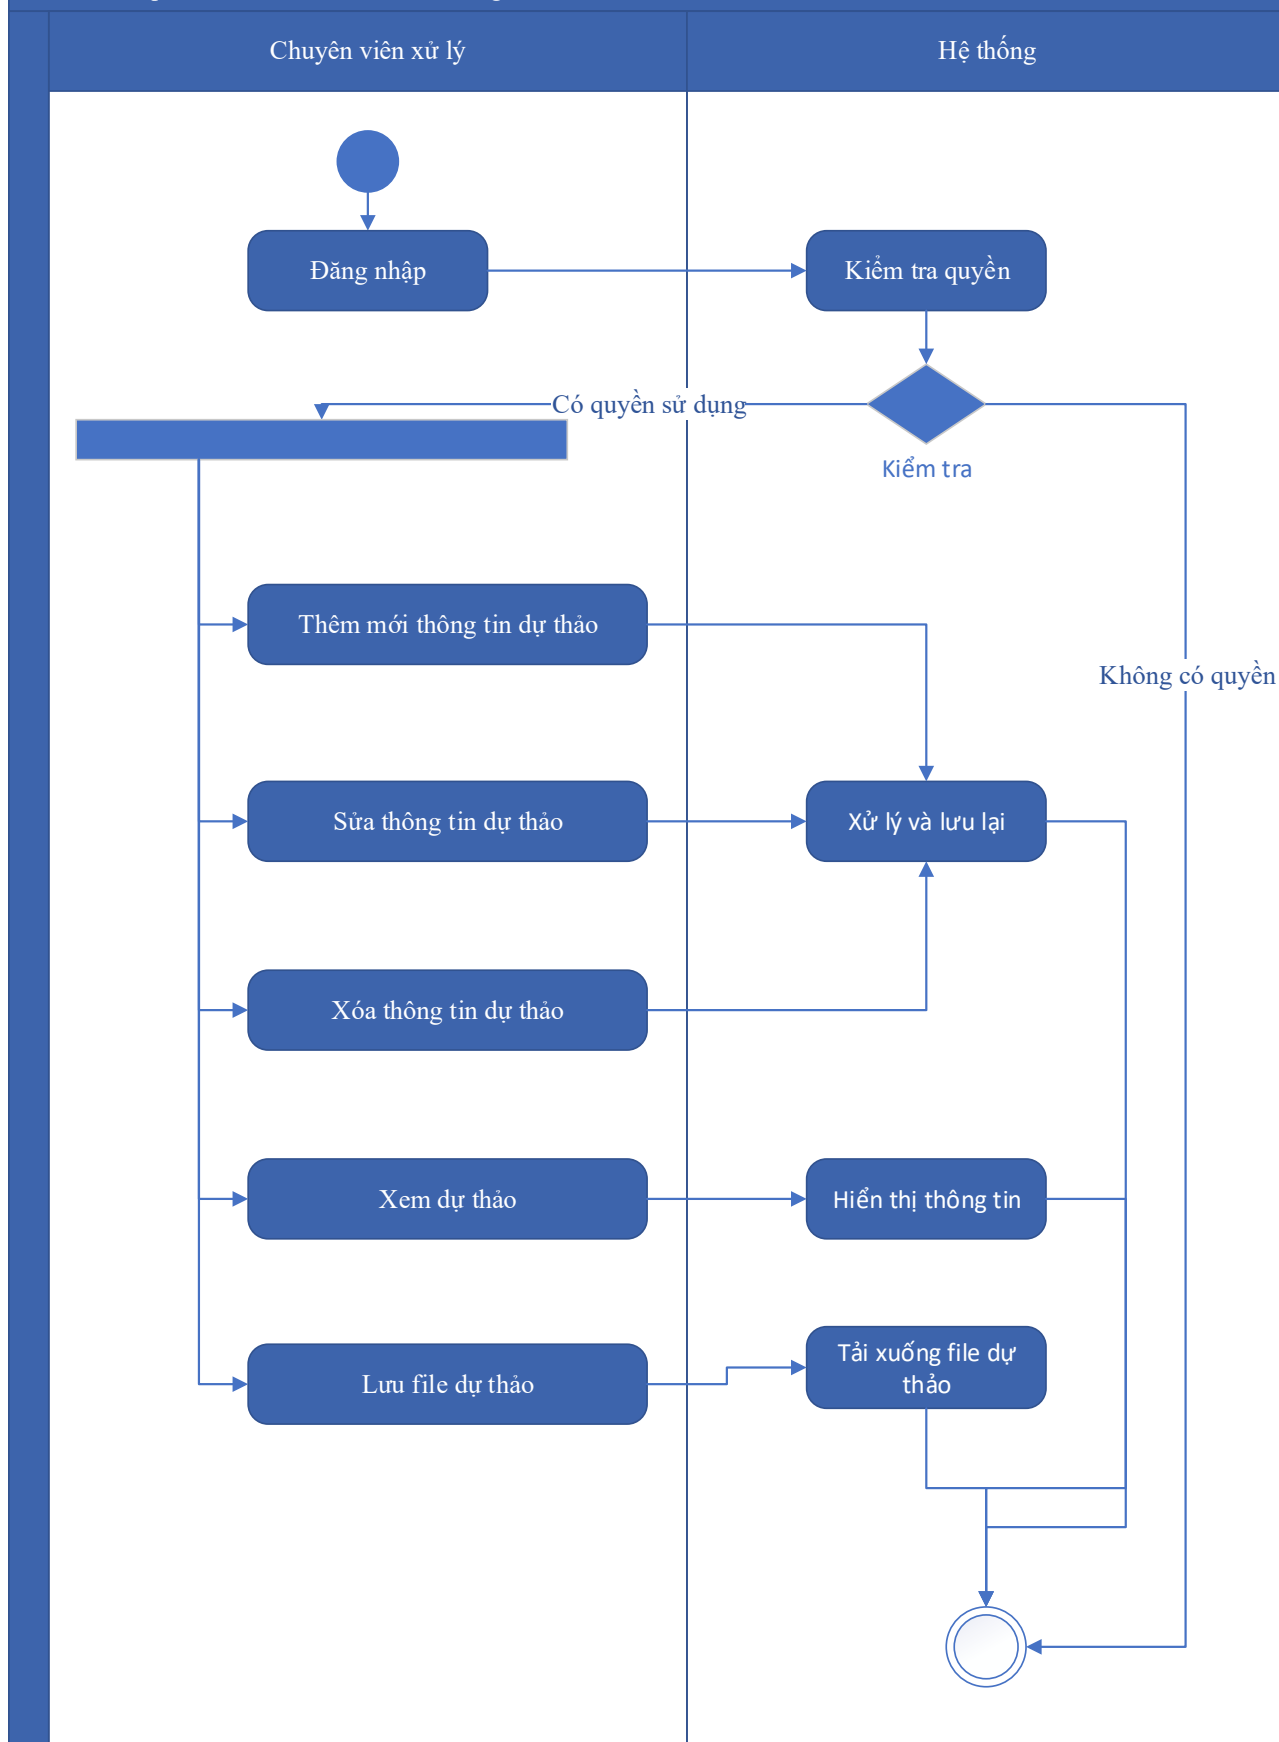 Chuyên viên xử lý
Hệ thống
Đăng nhập
Kiểm tra quyền
Có quyền sử dụng
Kiểm tra
Thêm mới thông tin dự thảo
Không có quyền
Sửa thông tin dự thảo
Xử lý và lưu lại
Xóa thông tin dự thảo
Xem dự thảo
Hiển thị thông tin
Tải xuống file dự
thảo
Lưu file dự thảo